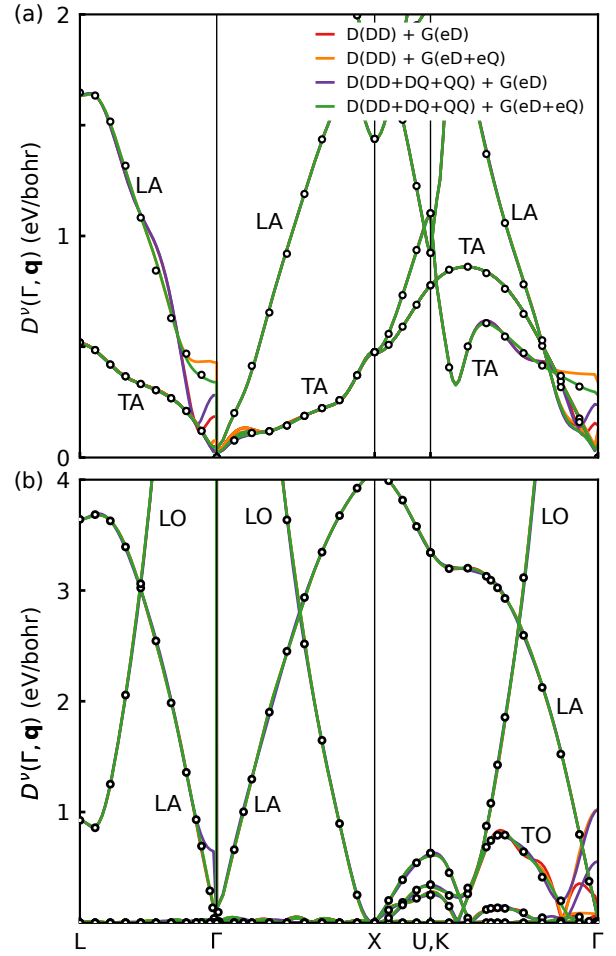 (a)
2
D(DD) + G(eD)
D(DD) + G(eD+eQ)
D(DD+DQ+QQ) + G(eD)
D(DD+DQ+QQ) + G(eD+eQ)
LA
LA
LA
TA
1
TA
TA
TA
0
Dᵛ(Γ, q) (eV/bohr)
(b)
4
LO
LO
LO
3
2
LA
LA
LA
TO
1
Dᵛ(Γ, q) (eV/bohr)
L Γ X U,K Γ